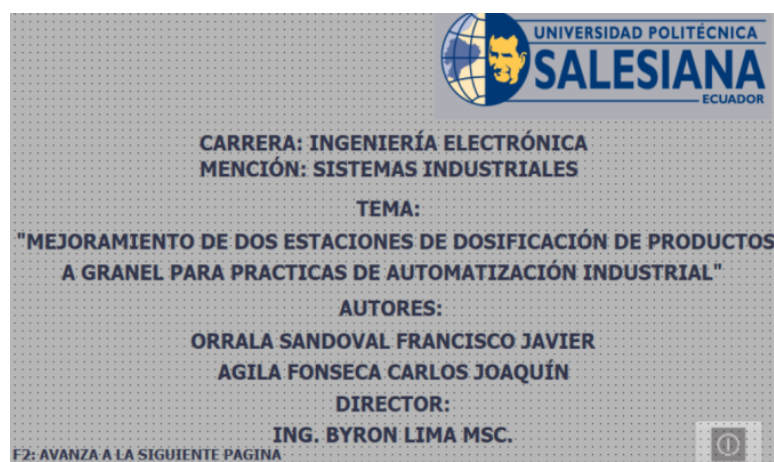 UNIVERSIDAD POLITÉCNICA
SALESIANA
ECUADOR
CARRERA: INGENIERÍA ELECTRÓNICA
MENCIÓN: SISTEMAS INDUSTRIALES
TEMA:
"MEJORAMIENTO DE DOS ESTACIONES DE DOSIFICACIÓN DE PRODUCTOS
A GRANEL PARA PRACTICAS DE AUTOMATIZACIÓN INDUSTRIAL"
AUTORES:
ORRALA SANDOVAL FRANCISCO JAVIER
AGILA FONSECA CARLOS JOAQUÍN
DIRECTOR:
ING. BYRON LIMA MSC.
F2: AVANZA A LA SIGUIENTE PAGINA